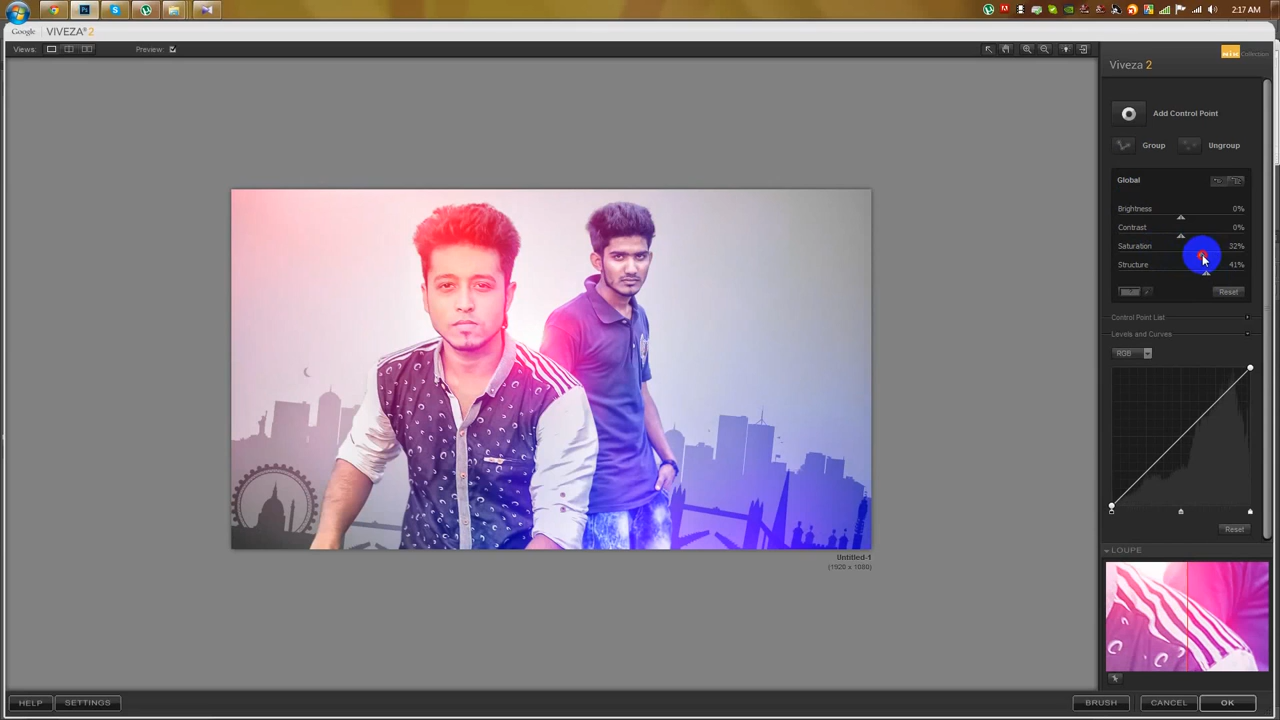 2:17 AM
Google VIVEZA® 2
Views: Preview:
Nik Collection
Viveza 2
Add Control Point
Group Ungroup
Global
Brightness 0%
Contrast 0%
Saturation 32%
Structure 41%
Reset
Control Point List
Levels and Curves
RGB
Reset
Untitled-1
(1920 x 1080)
LOUPE
HELP SETTINGS BRUSH CANCEL OK